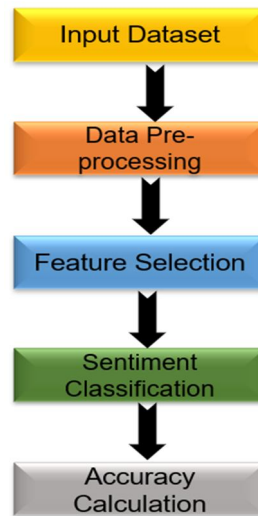 Input Dataset
Data Pre-
processing
Feature Selection
Sentiment
Classification
Accuracy
Calculation